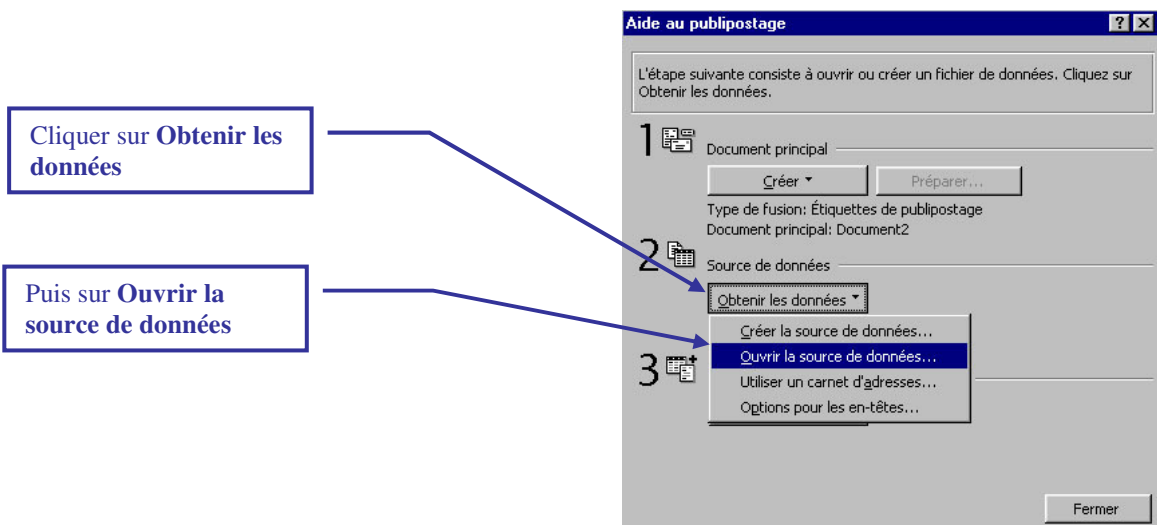 Aide au publipostage
L'étape suivante consiste à ouvrir ou créer un fichier de données. Cliquez sur
Obtenir les données.
Cliquer sur Obtenir les
données
1
Document principal
Créer
Préparer...
Type de fusion: Étiquettes de publipostage
Document principal: Document2
2
Source de données
Puis sur Ouvrir la
source de données
Obtenir les données
Créer la source de données...
Ouvrir la source de données...
3
Utiliser un carnet d'adresses...
Options pour les en-têtes...
Fermer